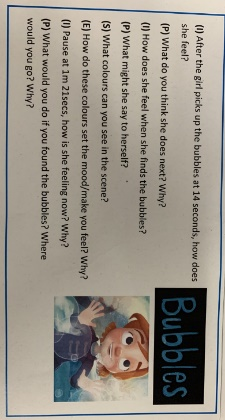 Bubbles
(I) After the girl picks up the bubbles at 14 seconds, how does
she feel?
(P) What do you think she does next? Why?
(I) How does she feel when she finds the bubbles?
(P) What might she say to herself?
(S) What colours can you see in the scene?
(E) How do those colours set the mood/make you feel? Why?
(I) Pause at 1m 21secs, how is she feeling now? Why?
(P) What would you do if you found the bubbles? Where
would you go? Why?